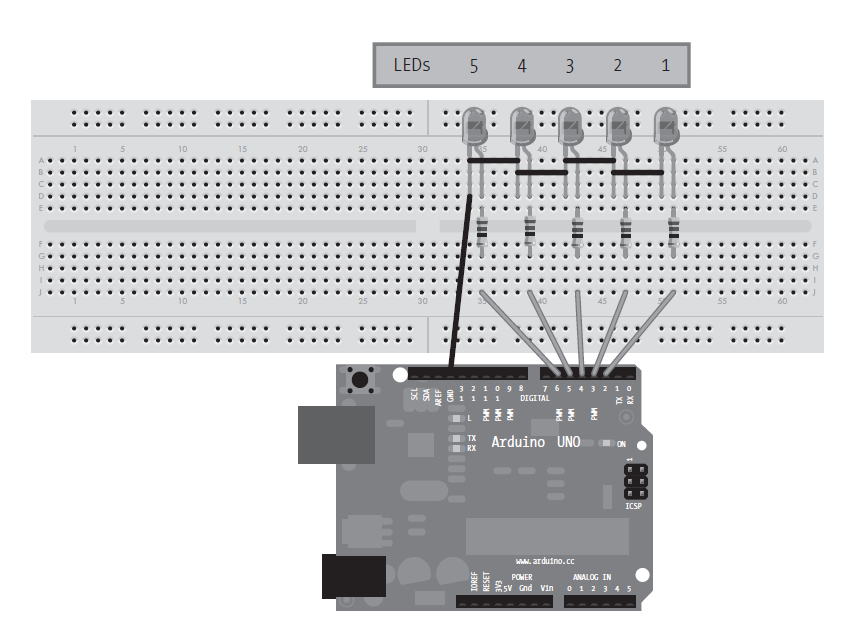 LEDs 5 4 3 2 1
1 5 10 15 20 25 30 35 40 45 50 55 60
A A
B B
C C
D D
E E
F F
G G
H H
I I
J J
1 5 10 15 20 25 30 35 40 45 50 55 60
SCL SDA AREF GND 13 12 11 10 9 8 7 6 5 4 3 2 1 0
DIGITAL TX RX
PWM PWM PWM PWM PWM PWM
L
TX
RX
Arduino UNO ON
1
ICSP
www.arduino.cc
POWER ANALOG IN
IOREF RESET 3V3 5V Gnd Vin 0 1 2 3 4 5